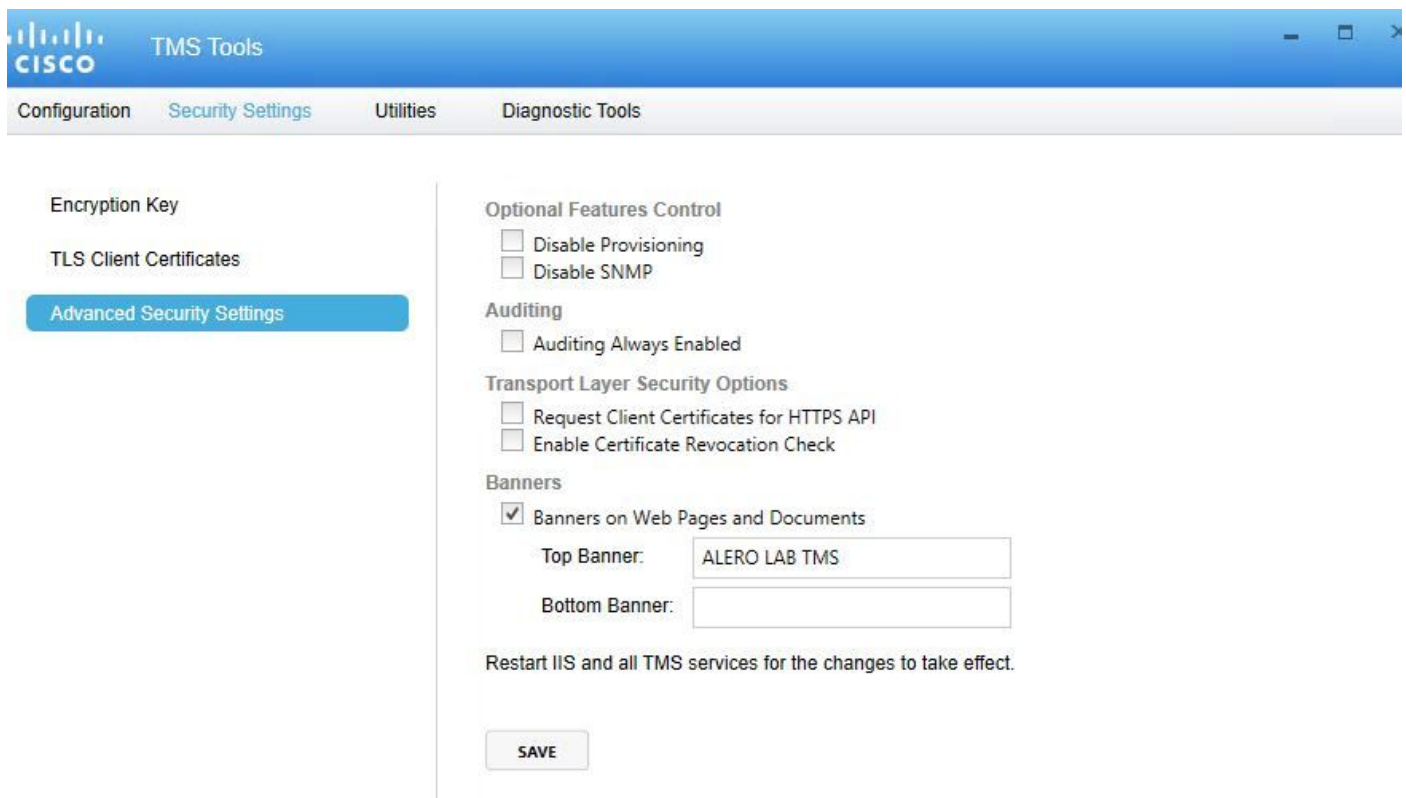 CISCO
TMS Tools
Configuration Security Settings Utilities Diagnostic Tools
Encryption Key
TLS Client Certificates
Advanced Security Settings
Optional Features Control
Disable Provisioning
Disable SNMP
Auditing
Auditing Always Enabled
Transport Layer Security Options
Request Client Certificates for HTTPS API
Enable Certificate Revocation Check
Banners
Banners on Web Pages and Documents
Top Banner: ALERO LAB TMS
Bottom Banner:
Restart IIS and all TMS services for the changes to take effect.
SAVE